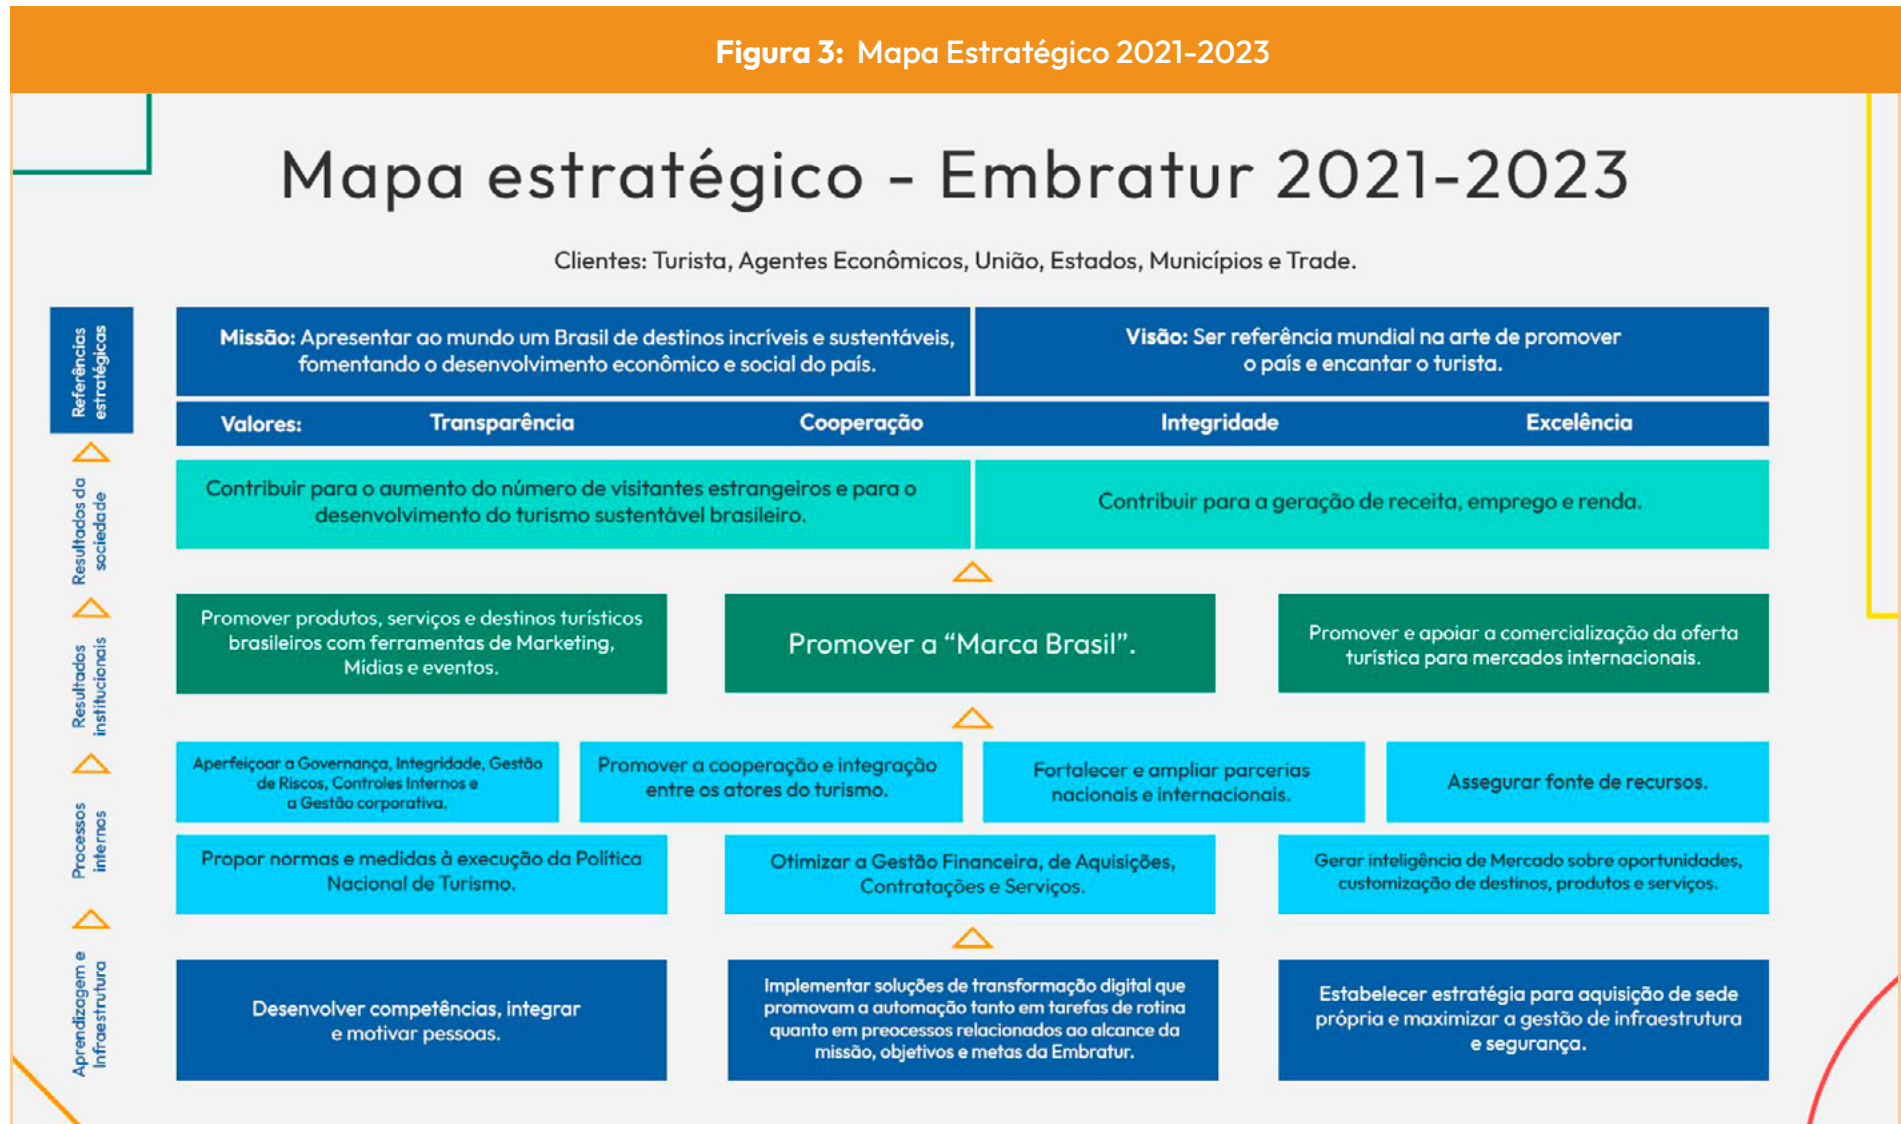 Figura 3: Mapa Estratégico 2021-2023
Mapa estratégico - Embratur 2021-2023
Clientes: Turista, Agentes Econômicos, União, Estados, Municípios e Trade.
Referências
estratégicas
Missão: Apresentar ao mundo um Brasil de destinos incríveis e sustentáveis,
fomentando o desenvolvimento econômico e social do país.
Visão: Ser referência mundial na arte de promover
o país e encantar o turista.
Valores: Transparência Cooperação Integridade Excelência
Resultados da
sociedade
Contribuir para o aumento do número de visitantes estrangeiros e para o
desenvolvimento do turismo sustentável brasileiro.
Contribuir para a geração de receita, emprego e renda.
Resultados
institucionais
Promover produtos, serviços e destinos turísticos
brasileiros com ferramentas de Marketing,
Mídias e eventos.
Promover a “Marca Brasil”.
Promover e apoiar a comercialização da oferta
turística para mercados internacionais.
Processos
internos
Aperfeiçoar a Governança, Integridade, Gestão
de Riscos, Controles Internos e
a Gestão corporativa.
Promover a cooperação e integração
entre os atores do turismo.
Fortalecer e ampliar parcerias
nacionais e internacionais.
Assegurar fonte de recursos.
Propor normas e medidas à execução da Política
Nacional de Turismo.
Otimizar a Gestão Financeira, de Aquisições,
Contratações e Serviços.
Gerar inteligência de Mercado sobre oportunidades,
customização de destinos, produtos e serviços.
Aprendizagem e
Infraestrutura
Desenvolver competências, integrar
e motivar pessoas.
Implementar soluções de transformação digital que
promovam a automação tanto em tarefas de rotina
quanto em preocessos relacionados ao alcance da
missão, objetivos e metas da Embratur.
Estabelecer estratégia para aquisição de sede
própria e maximizar a gestão de infraestrutura
e segurança.